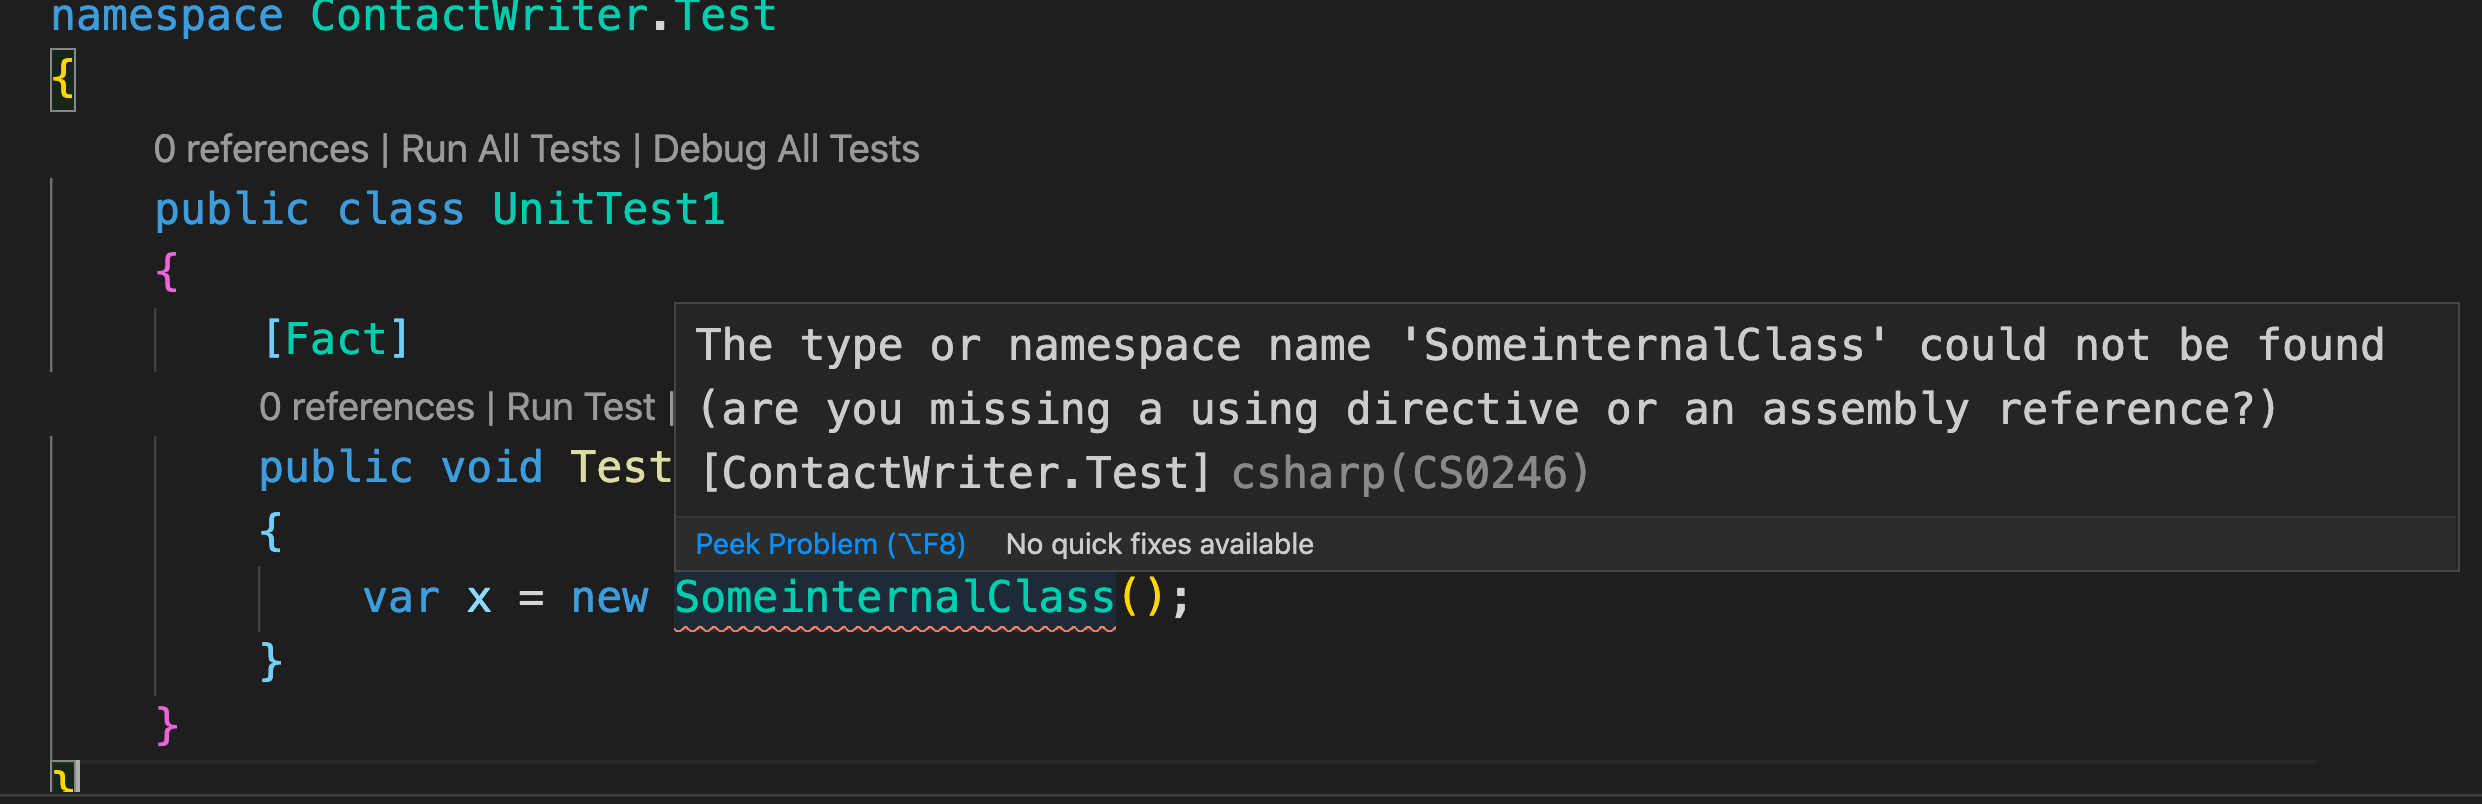 namespace ContactWriter.Test
{
0 references | Run All Tests | Debug All Tests
public class UnitTest1
{
[Fact]
0 references | Run Test |
public void Test
{
var x = new SomeinternalClass();
}
}
}
The type or namespace name 'SomeinternalClass' could not be found
(are you missing a using directive or an assembly reference?)
[ContactWriter.Test] csharp(CS0246)
Peek Problem (⌥F8) No quick fixes available